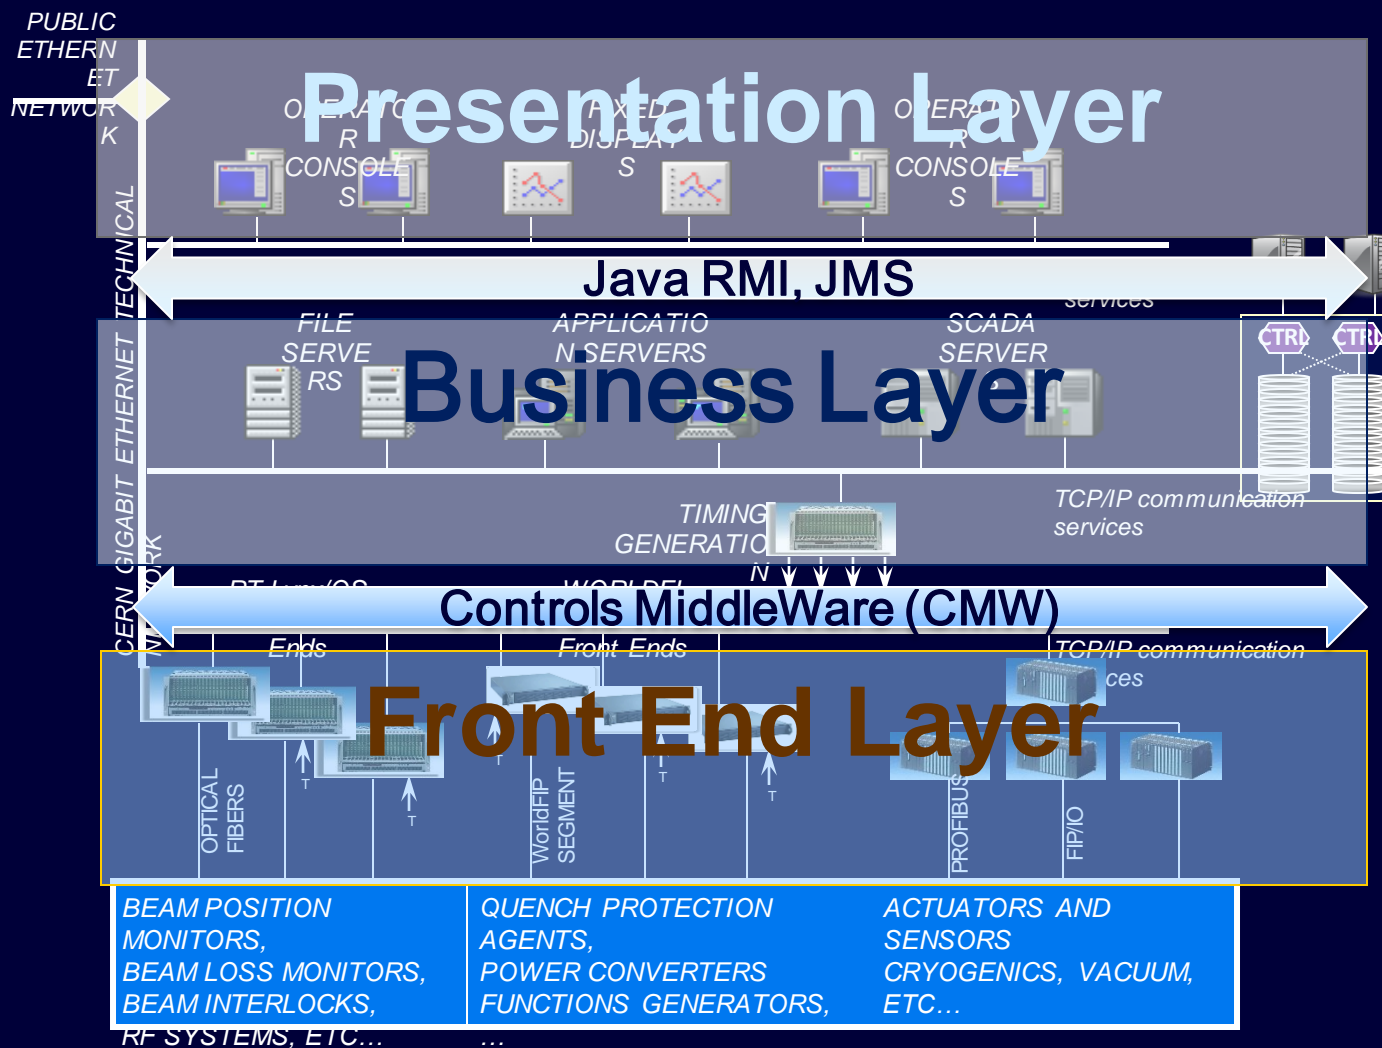 PUBLIC
ETHERN
ET
NETWOR
K
Presentation Layer
OPERATO
R
CONSOLE
S
FIXED
DISPLAY
S
OPERATO
R
CONSOLE
S
CERN GIGABIT ETHERNET TECHNICAL
Java RMI, JMS
services
FILE
SERVE
RS
APPLICATIO
N SERVERS
SCADA
SERVER
S
CTRL
CTRL
Business Layer
TIMING
GENERATIO
N
TCP/IP communication
services
Controls MiddleWare (CMW)
Ends
Front Ends
TCP/IP communication
Front End Layer
T
T
T
T
T
OPTICAL
FIBERS
WorldFIP
SEGMENT
PROFIBUS
FIP/IO
BEAM POSITION
MONITORS,
BEAM LOSS MONITORS,
BEAM INTERLOCKS,
RF SYSTEMS, ETC…
QUENCH PROTECTION
AGENTS,
POWER CONVERTERS
FUNCTIONS GENERATORS,
…
ACTUATORS AND
SENSORS
CRYOGENICS, VACUUM,
ETC…